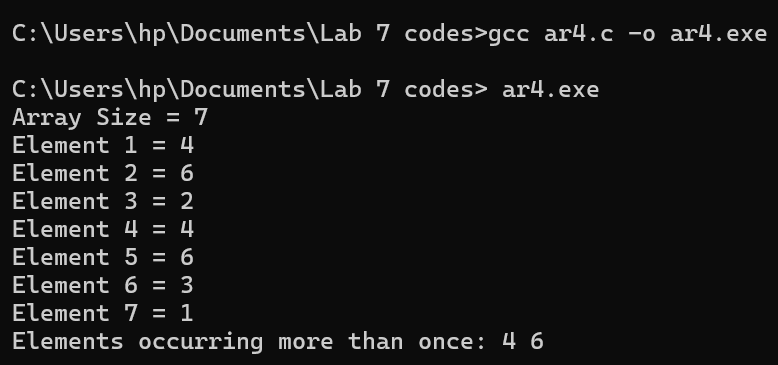 C:\Users\hp\Documents\Lab 7 codes>gcc ar4.c -o ar4.exe
C:\Users\hp\Documents\Lab 7 codes> ar4.exe
Array Size = 7
Element 1 = 4
Element 2 = 6
Element 3 = 2
Element 4 = 4
Element 5 = 6
Element 6 = 3
Element 7 = 1
Elements occurring more than once: 4 6